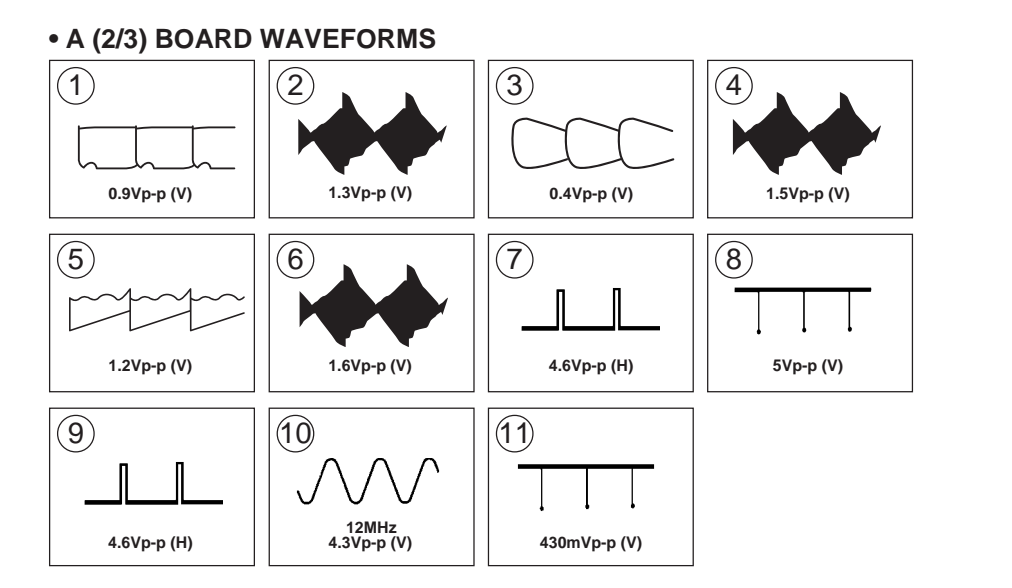 • A (2/3) BOARD WAVEFORMS
1
0.9Vp-p (V)
2
1.3Vp-p (V)
3
0.4Vp-p (V)
4
1.5Vp-p (V)
5
1.2Vp-p (V)
6
1.6Vp-p (V)
7
4.6Vp-p (H)
8
5Vp-p (V)
9
4.6Vp-p (H)
10
12MHz
4.3Vp-p (V)
11
430mVp-p (V)